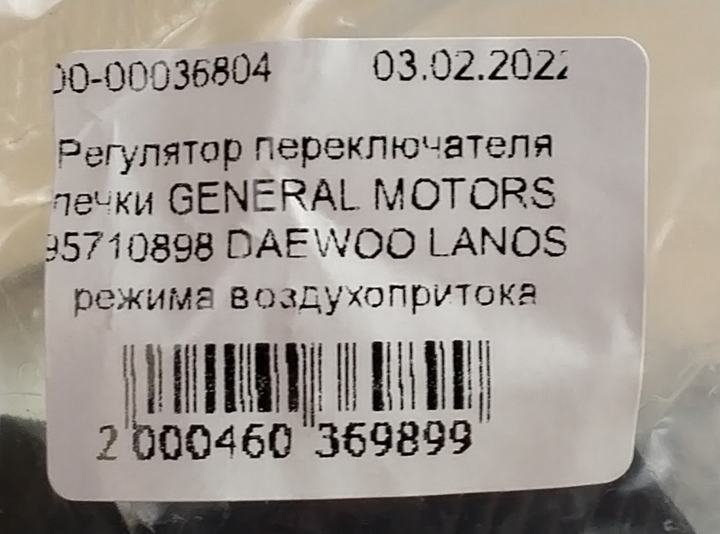 00-00036804 03.02.2022
Регулятор переключателя
печки GENERAL MOTORS
95710898 DAEWOO LANOS
режима воздухопритока
2 000460 369899